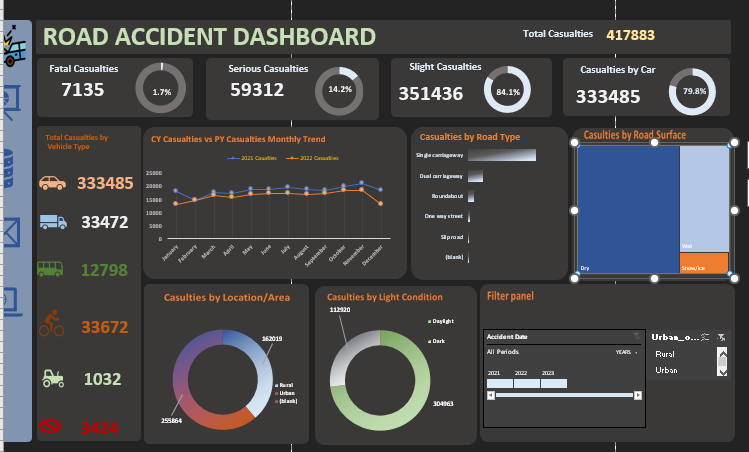 ROAD ACCIDENT DASHBOARD
Total Casualties 417883
Fatal Casualties
7135
1.7%
Serious Casualties
59312
14.2%
Slight Casualties
351436
84.1%
Casualties by Car
333485
79.8%
Total Casualties by
Vehicle Type
333485
33472
12798
33672
1032
3424
CY Casualties vs PY Casualties Monthly Trend
2021 Casulties
2022 Casualties
25000
20000
15000
10000
5000
0
January
February
March
April
May
June
July
August
September
October
November
December
Casulties by Road Type
Single carriageway
Dual carriageway
Roundabout
One way street
Slip road
(blank)
Casulties by Road Surface
Dry
Wet
Snow/Ice
Casulties by Location/Area
162019
255864
Rural
Urban
(blank)
Casulties by Light Condition
112920
304963
Daylight
Dark
Filter panel
Accident Date
All Periods
YEARS
2021 2022 2023
Urban_o...
Rural
Urban